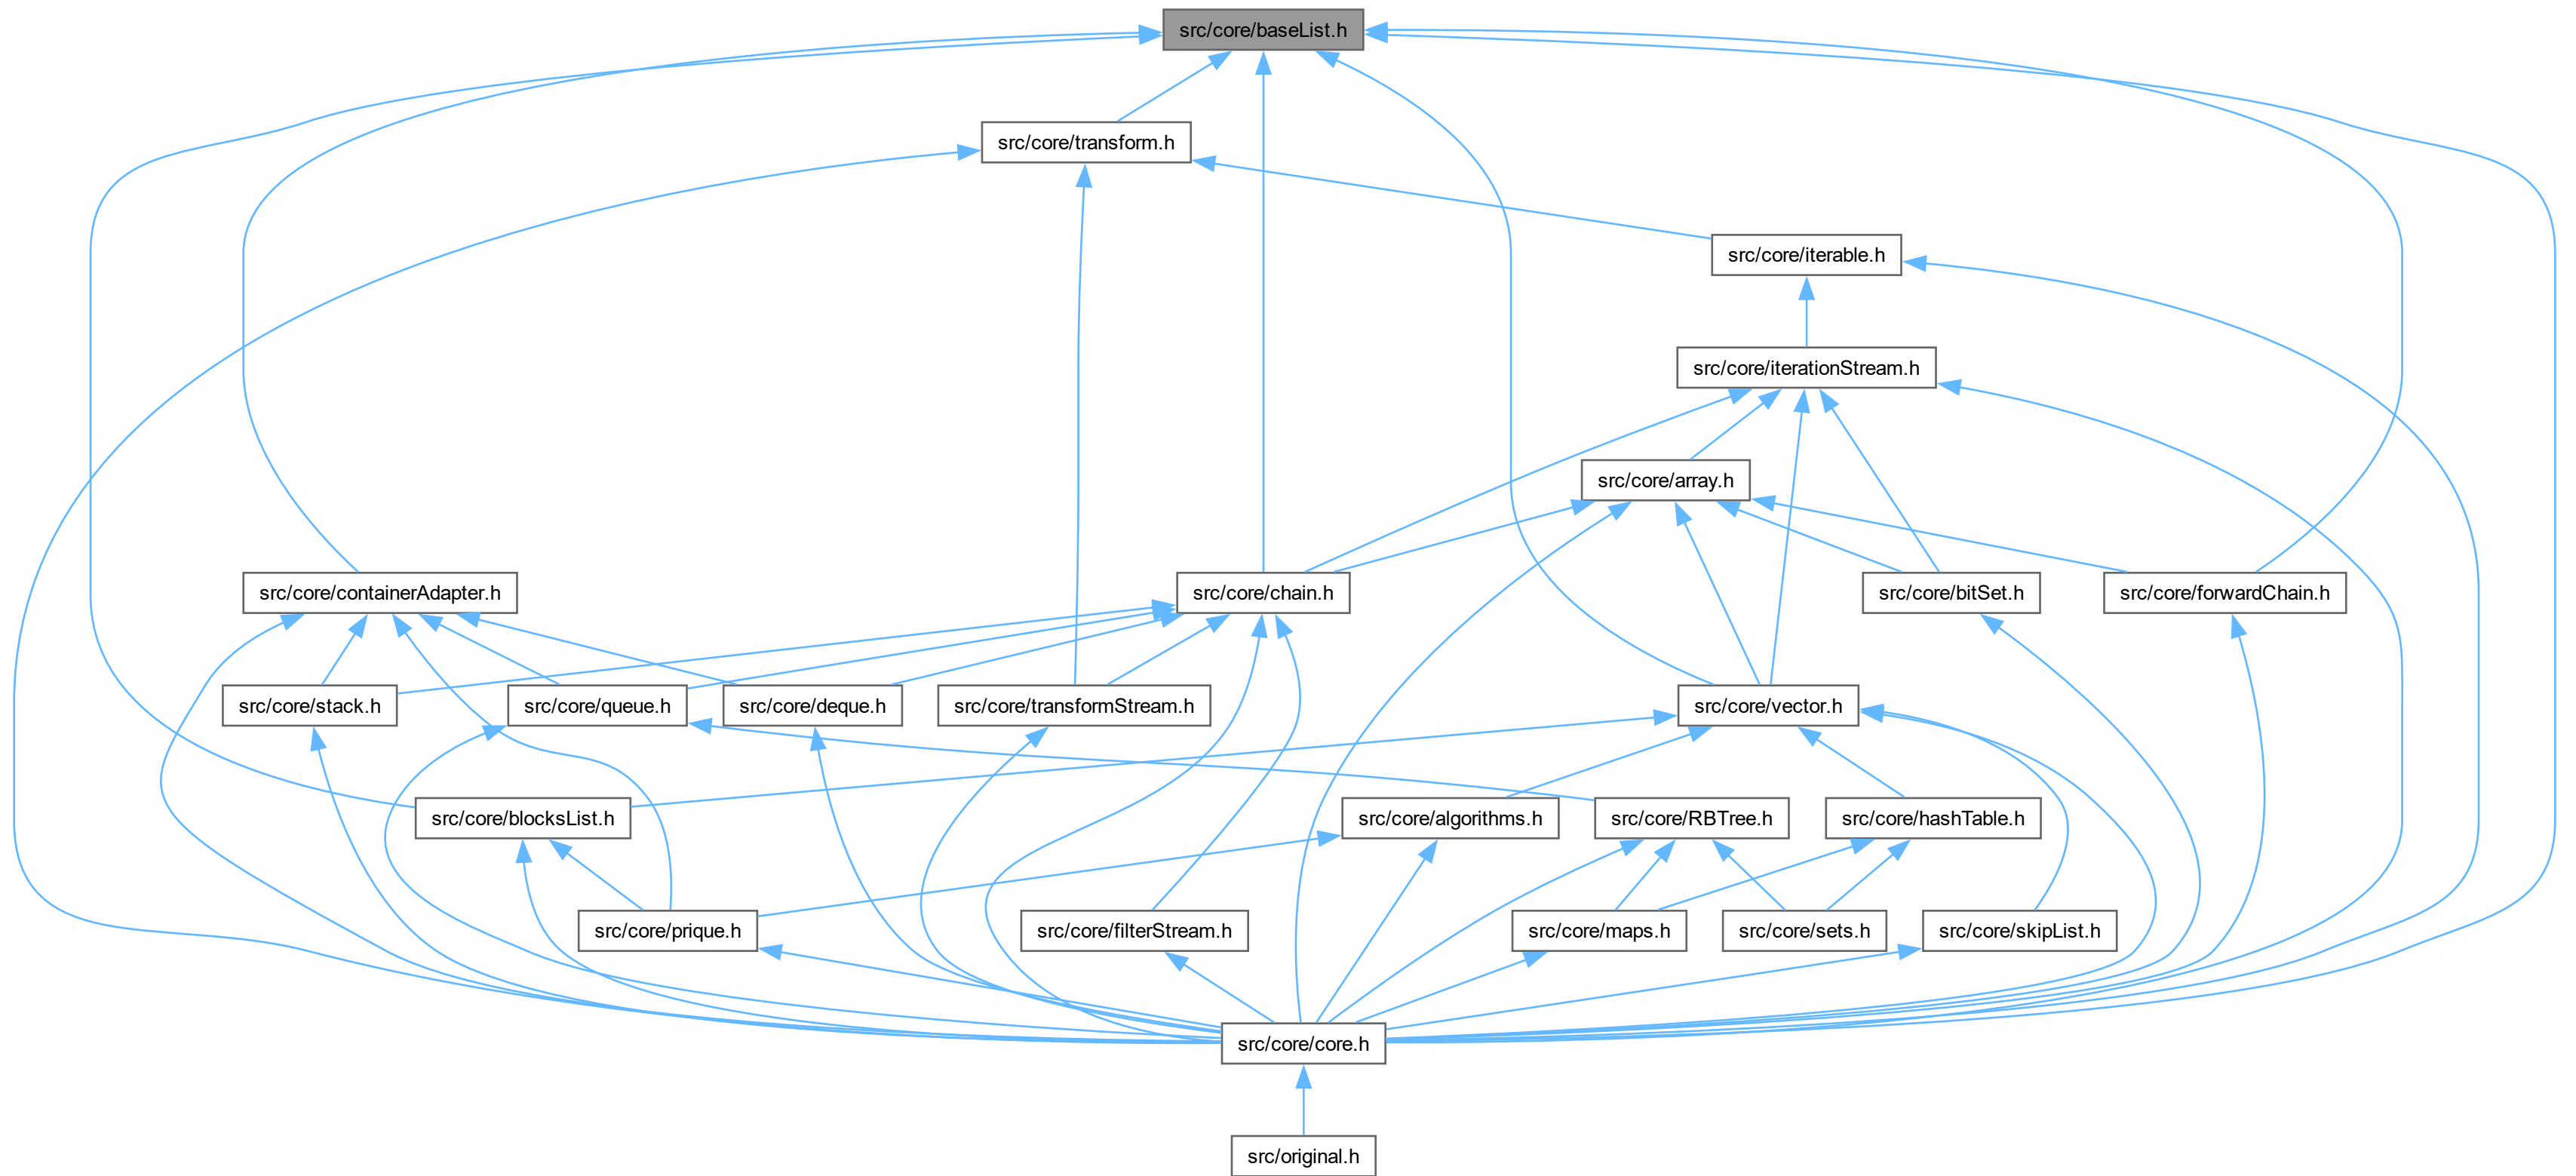 src/core/baseList.h
src/core/transform.h
src/core/iterable.h
src/core/iterationStream.h
src/core/array.h
src/core/containerAdapter.h
src/core/chain.h
src/core/bitSet.h
src/core/forwardChain.h
src/core/stack.h
src/core/queue.h
src/core/deque.h
src/core/transformStream.h
src/core/vector.h
src/core/blocksList.h
src/core/algorithms.h
src/core/RBTree.h
src/core/hashTable.h
src/core/prique.h
src/core/filterStream.h
src/core/maps.h
src/core/sets.h
src/core/skipList.h
src/core/core.h
src/original.h